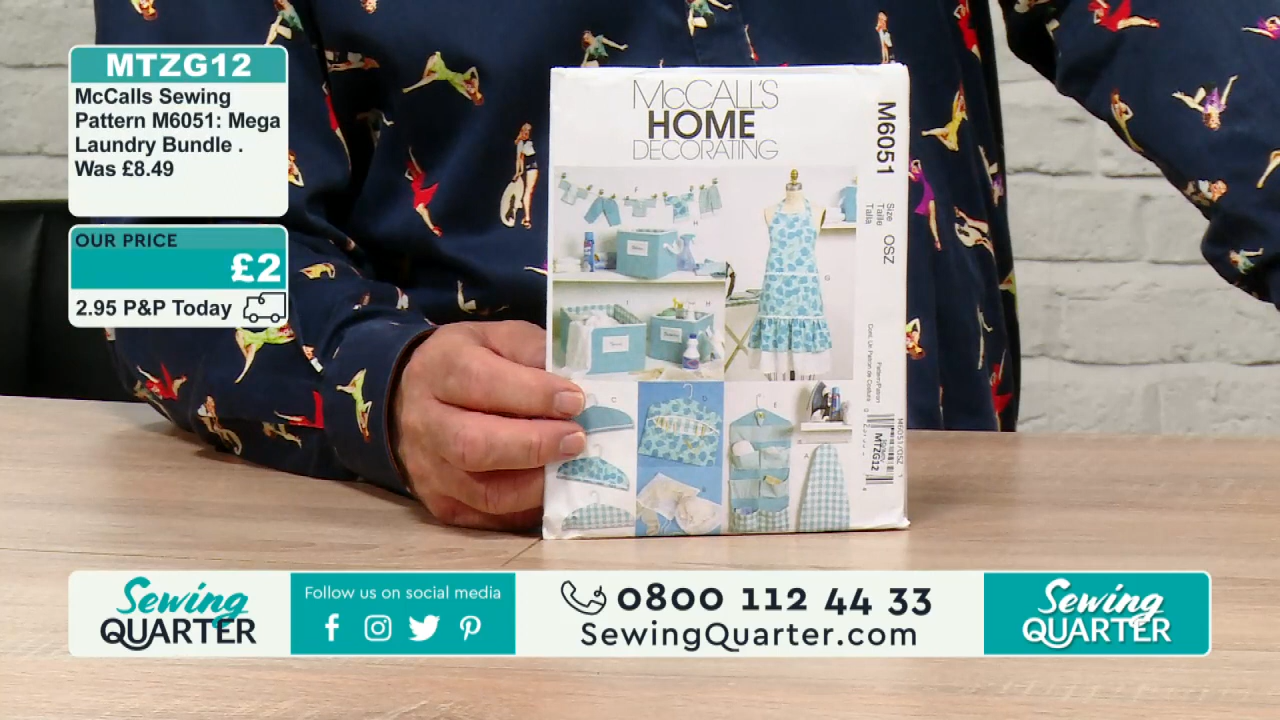 MTZG12
McCalls Sewing
Pattern M6051: Mega
Laundry Bundle .
Was £8.49
OUR PRICE
£2
2.95 P&P Today
McCALL'S
HOME
DECORATING
M6051
Size
Taille
Talla
OSZ
MTZG12
Sewing
QUARTER
Follow us on social media
0800 112 44 33
SewingQuarter.com
Sewing
QUARTER